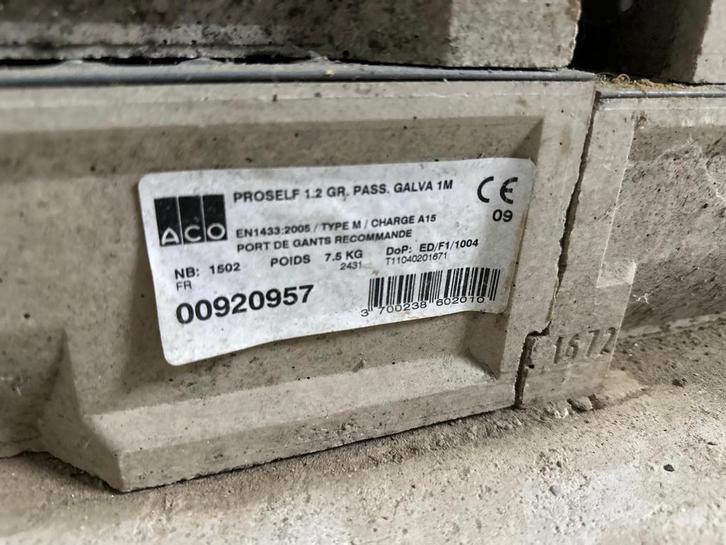 ACO
PROSELF 1.2 GR. PASS. GALVA 1M
CE
09
EN1433:2005 / TYPE M / CHARGE A15
PORT DE GANTS RECOMMANDE
NB: 1502 POIDS 7.5 KG DoP: ED/F1/1004
FR 2431 T11040201671
00920957
3 700238 602010
1672